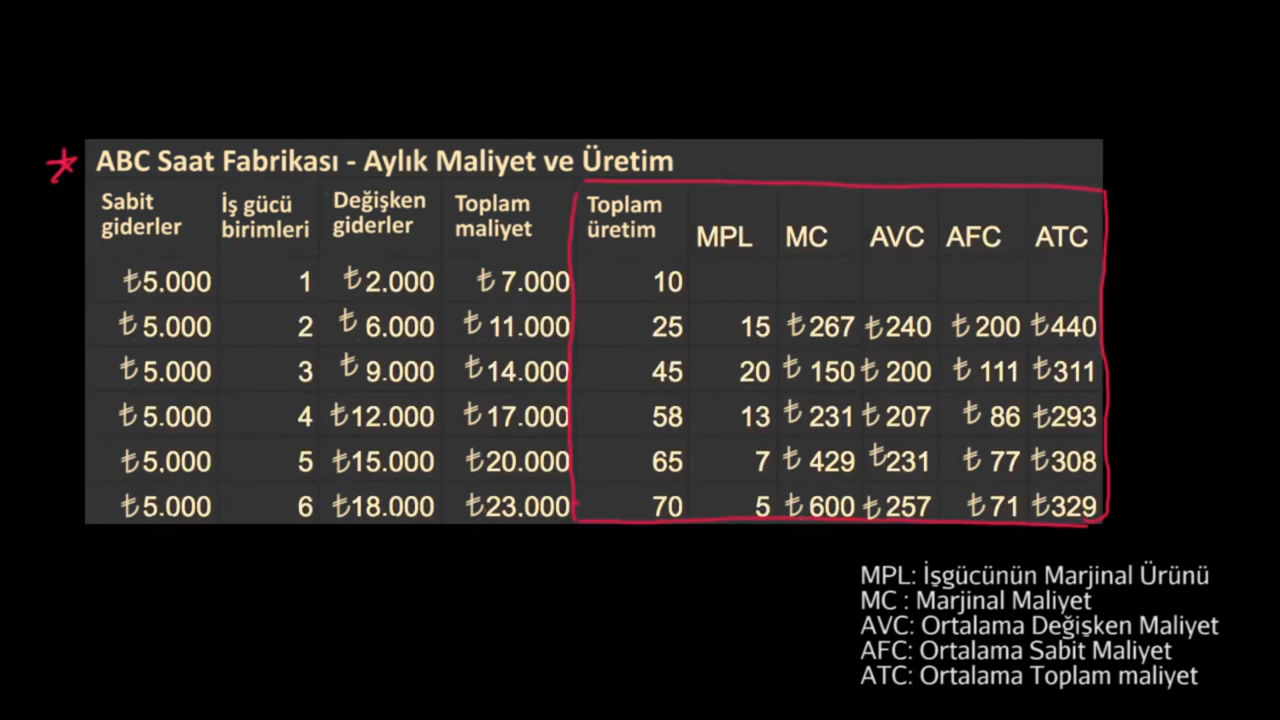 ABC Saat Fabrikası - Aylık Maliyet ve Üretim
Sabit giderler İş gücü birimleri Değişken giderler Toplam maliyet Toplam üretim MPL MC AVC AFC ATC
₺5.000 1 ₺2.000 ₺7.000 10
₺5.000 2 ₺6.000 ₺11.000 25 15 ₺267 ₺240 ₺200 ₺440
₺5.000 3 ₺9.000 ₺14.000 45 20 ₺150 ₺200 ₺111 ₺311
₺5.000 4 ₺12.000 ₺17.000 58 13 ₺231 ₺207 ₺86 ₺293
₺5.000 5 ₺15.000 ₺20.000 65 7 ₺429 ₺231 ₺77 ₺308
₺5.000 6 ₺18.000 ₺23.000 70 5 ₺600 ₺257 ₺71 ₺329
MPL: İşgücünün Marjinal Ürünü
MC : Marjinal Maliyet
AVC: Ortalama Değişken Maliyet
AFC: Ortalama Sabit Maliyet
ATC: Ortalama Toplam maliyet